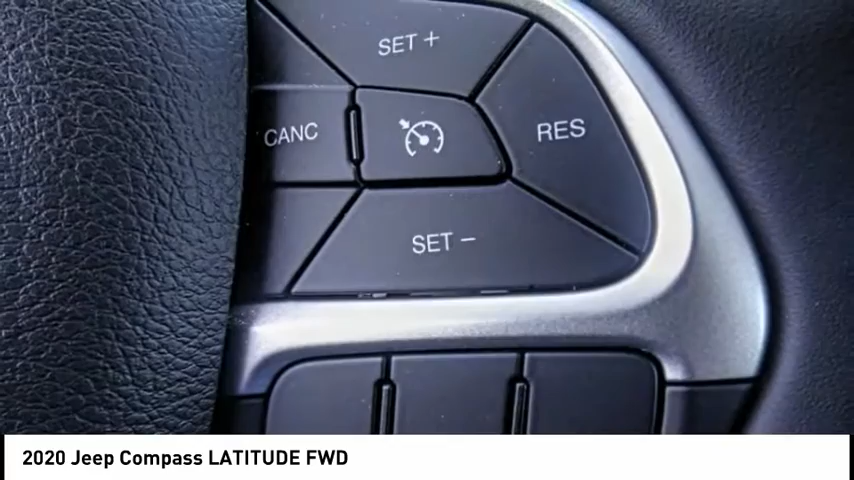 SET +
CANC
RES
SET –
2020 Jeep Compass LATITUDE FWD